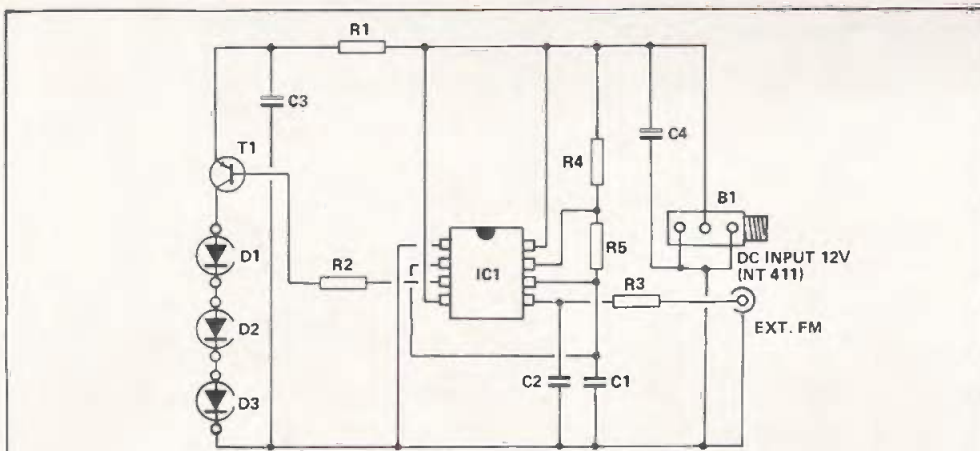 R1
C3
T1
R4
C4
B1
D1
R2
IC1
R5
DC INPUT 12V
(NT 411)
R3
EXT. FM
D2
C2
C1
D3